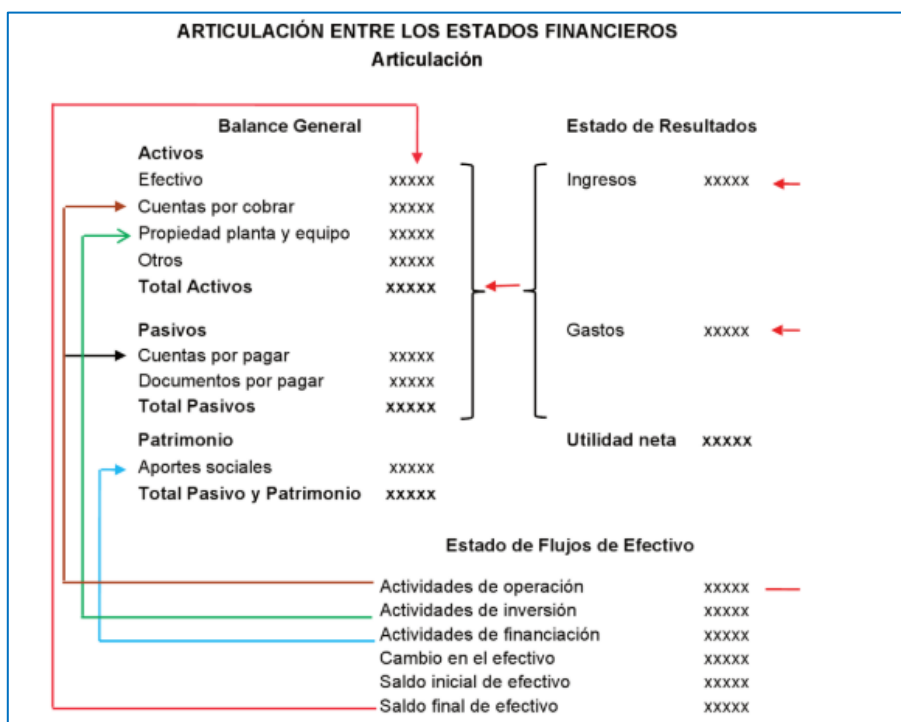 ARTICULACIÓN ENTRE LOS ESTADOS FINANCIEROS
Articulación
Balance General
Activos
Efectivo xxxxx
Cuentas por cobrar xxxxx
Propiedad planta y equipo xxxxx
Otros xxxxx
Total Activos xxxxx
Pasivos
Cuentas por pagar xxxxx
Documentos por pagar xxxxx
Total Pasivos xxxxx
Patrimonio
Aportes sociales xxxxx
Total Pasivo y Patrimonio xxxxx
Estado de Resultados
Ingresos xxxxx
Gastos xxxxx
Utilidad neta xxxxx
Estado de Flujos de Efectivo
Actividades de operación xxxxx
Actividades de inversión xxxxx
Actividades de financiación xxxxx
Cambio en el efectivo xxxxx
Saldo inicial de efectivo xxxxx
Saldo final de efectivo xxxxx